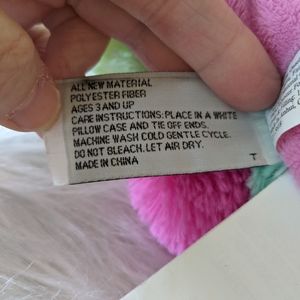 ALL NEW MATERIAL
POLYESTER FIBER
AGES 3 AND UP
CARE INSTRUCTIONS: PLACE IN A WHITE
PILLOW CASE AND TIE OFF ENDS.
MACHINE WASH COLD GENTLE CYCLE.
DO NOT BLEACH. LET AIR DRY.
MADE IN CHINA
T